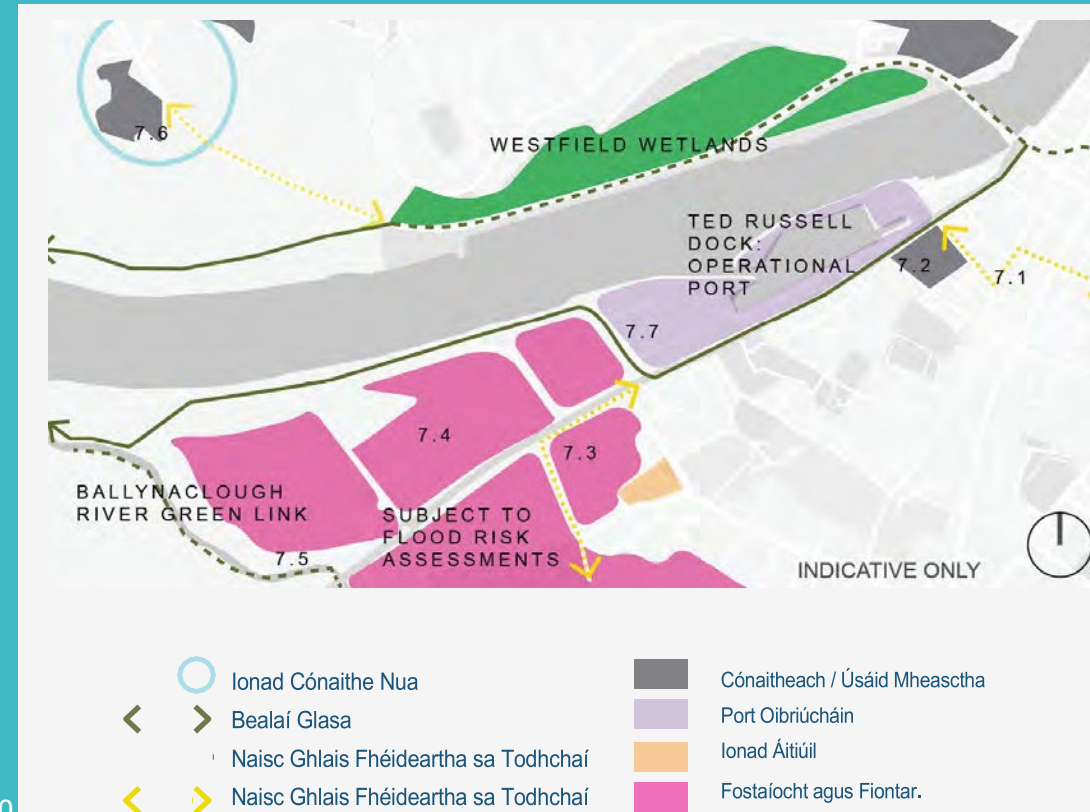 7.6
WESTFIELD WETLANDS
TED RUSSELL
DOCK:
OPERATIONAL
PORT
7.2
7.1
7.7
7.4
7.3
BALLYNACLOUGH
RIVER GREEN LINK
SUBJECT TO
FLOOD RISK
ASSESSMENTS
7.5
INDICATIVE ONLY
Ionad Cónaithe Nua
Bealaí Glasa
Naisc Ghlais Fhéideartha sa Todhchaí
Naisc Ghlais Fhéideartha sa Todhchaí
Cónaitheach / Úsáid Mheasctha
Port Oibriúcháin
Ionad Áitiúil
Fostaíocht agus Fiontar.
0